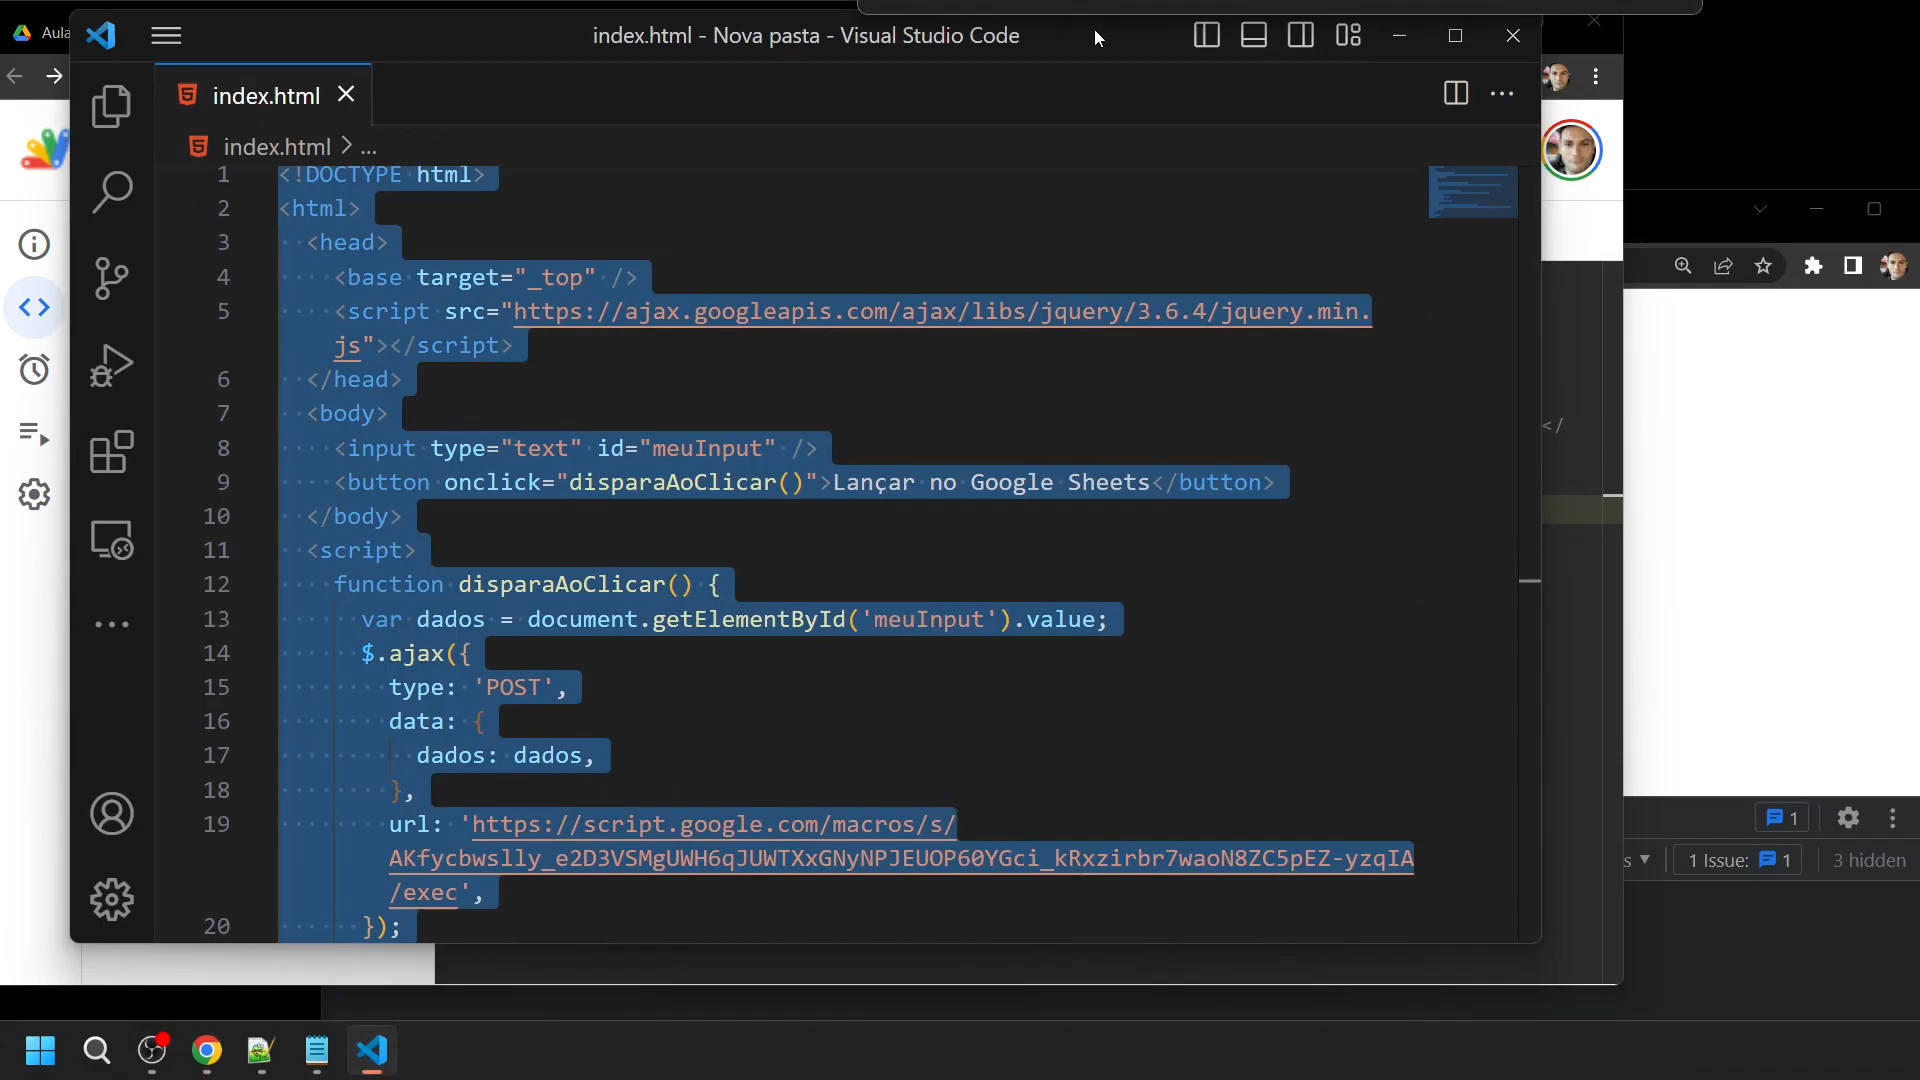 Aula
index.html - Nova pasta - Visual Studio Code
index.html
index.html > ...
1 <!DOCTYPE html>
2 <html>
3 <head>
4 <base target="_top" />
5 <script src="https://ajax.googleapis.com/ajax/libs/jquery/3.6.4/jquery.min.
js"></script>
6 </head>
7 <body>
8 <input type="text" id="meuInput" />
9 <button onclick="disparaAoClicar()">Lançar no Google Sheets</button>
10 </body>
11 <script>
12 function disparaAoClicar() {
13 var dados = document.getElementById('meuInput').value;
14 $.ajax({
15 type: 'POST',
16 data: {
17 dados: dados,
18 },
19 url: 'https://script.google.com/macros/s/
AKfycbwslly_e2D3VSMgUWH6qJUWTXxGNyNPJEUOP60YGci_kRxzirbr7waoN8ZC5pEZ-yzqIA
/exec',
20 });
</
1
s
1 Issue: 1
3 hidden